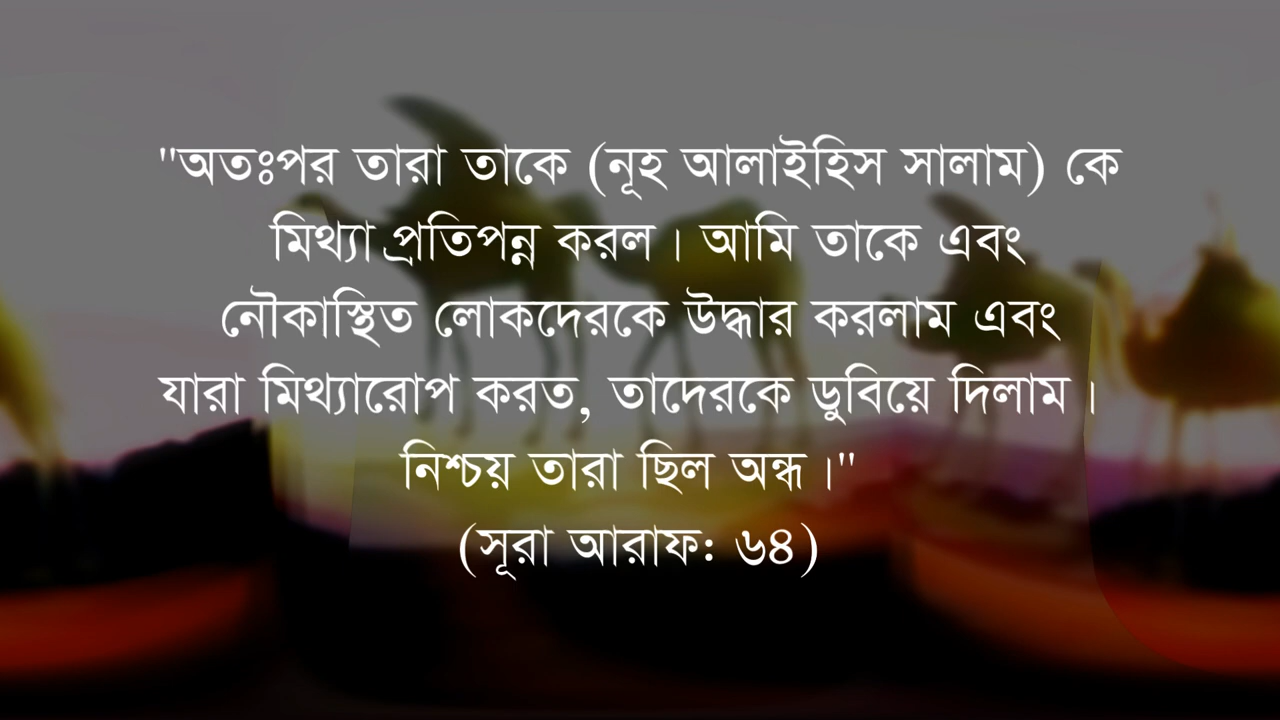 "অতঃপর তারা তাকে (নূহ আলাইহিস সালাম) কে
মিথ্যা প্রতিপন্ন করল। আমি তাকে এবং
নৌকাস্থিত লোকদেরকে উদ্ধার করলাম এবং
যারা মিথ্যারোপ করত, তাদেরকে ডুবিয়ে দিলাম।
নিশ্চয় তারা ছিল অন্ধ।"
(সূরা আরাফ: ৬৪)